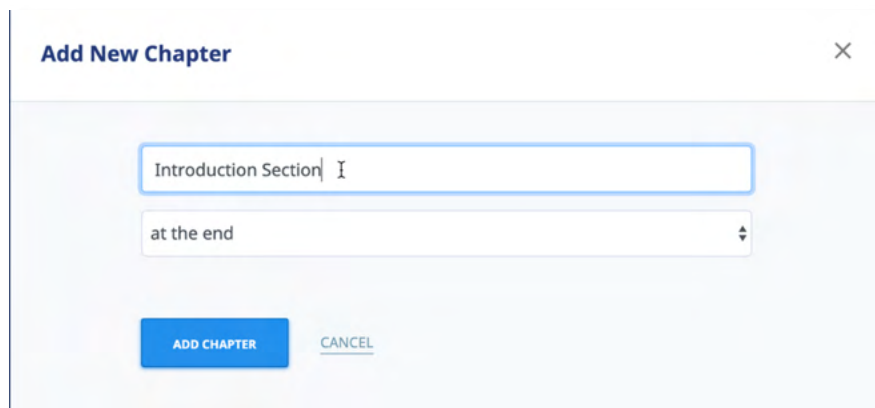 Add New Chapter
Introduction Section
at the end
ADD CHAPTER
CANCEL